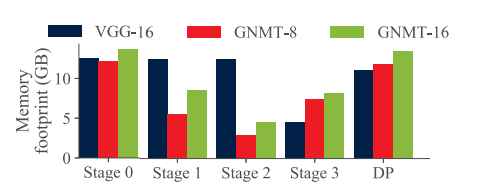 VGG-16 GNMT-8 GNMT-16
Memory
footprint (GB)
10
5
0
Stage 0 Stage 1 Stage 2 Stage 3 DP